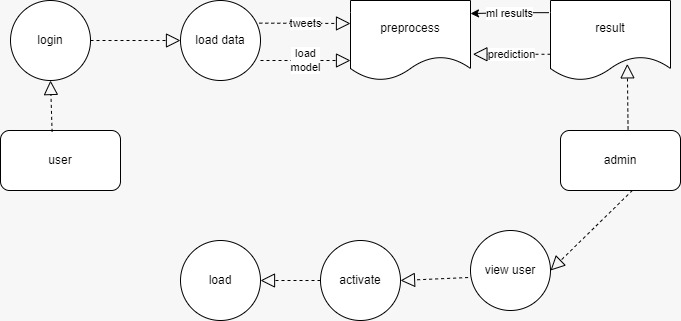 login
load data
tweets
load
model
preprocess
ml results
prediction
result
user
admin
load
activate
view user